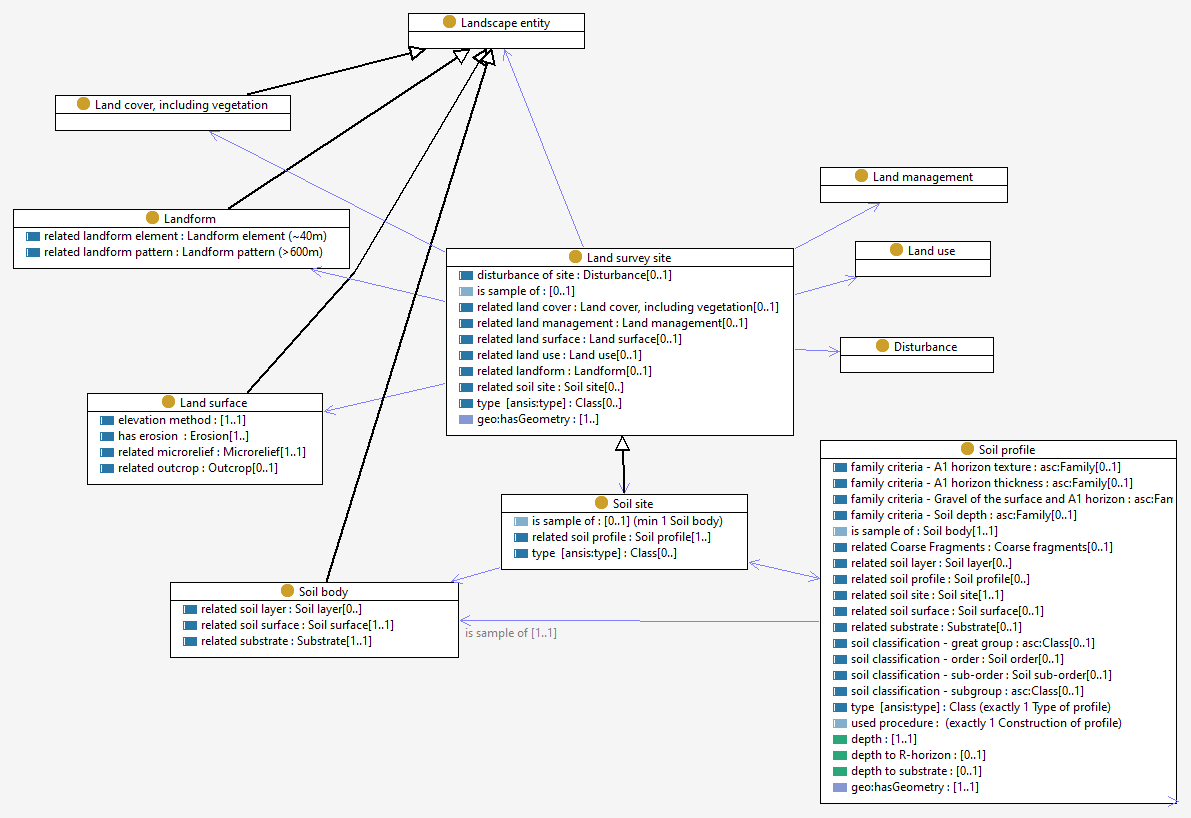 Landscape entity
Land cover, including vegetation
Land management
Landform
related landform element : Landform element (~40m)
related landform pattern : Landform pattern (>600m)
Land use
Land survey site
disturbance of site : Disturbance[0..1]
is sample of : [0..1]
related land cover : Land cover, including vegetation[0..1]
related land management : Land management[0..1]
related land surface : Land surface[0..1]
related land use : Land use[0..1]
related landform : Landform[0..1]
related soil site : Soil site[0..]
type [ansis:type] : Class[0..]
geo:hasGeometry : [1..]
Disturbance
Land surface
elevation method : [1..1]
has erosion : Erosion[1..]
related microrelief : Microrelief[1..1]
related outcrop : Outcrop[0..1]
Soil profile
family criteria - A1 horizon texture : asc:Family[0..1]
family criteria - A1 horizon thickness : asc:Family[0..1]
family criteria - Gravel of the surface and A1 horizon : asc:Fam
family criteria - Soil depth : asc:Family[0..1]
is sample of : Soil body[1..1]
related Coarse Fragments : Coarse fragments[0..1]
related soil layer : Soil layer[0..]
related soil profile : Soil profile[0..]
related soil site : Soil site[1..1]
related soil surface : Soil surface[0..1]
related substrate : Substrate[0..1]
soil classification - great group : asc:Class[0..1]
soil classification - order : Soil order[0..1]
soil classification - sub-order : Soil sub-order[0..1]
soil classification - subgroup : asc:Class[0..1]
type [ansis:type] : Class (exactly 1 Type of profile)
used procedure : (exactly 1 Construction of profile)
depth : [1..1]
depth to R-horizon : [0..1]
depth to substrate : [0..1]
geo:hasGeometry : [1..1]
Soil site
is sample of : [0..1] (min 1 Soil body)
related soil profile : Soil profile[1..]
type [ansis:type] : Class[0..]
Soil body
related soil layer : Soil layer[0..]
related soil surface : Soil surface[1..1]
related substrate : Substrate[1..1]
is sample of [1..1]